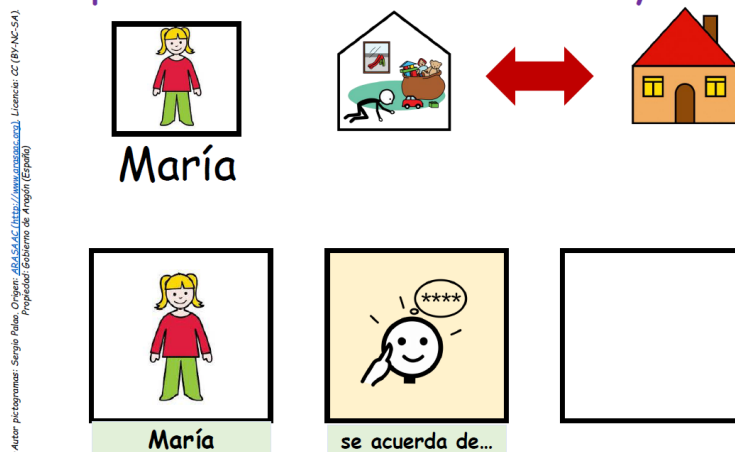 María
****
María
se acuerda de...
Autor pictogramas: Sergio Palao. Origen: ARASAAC (http://www.arasaac.org). Licencia: CC (BY-NC-SA).
Propiedad: Gobierno de Aragón (España)